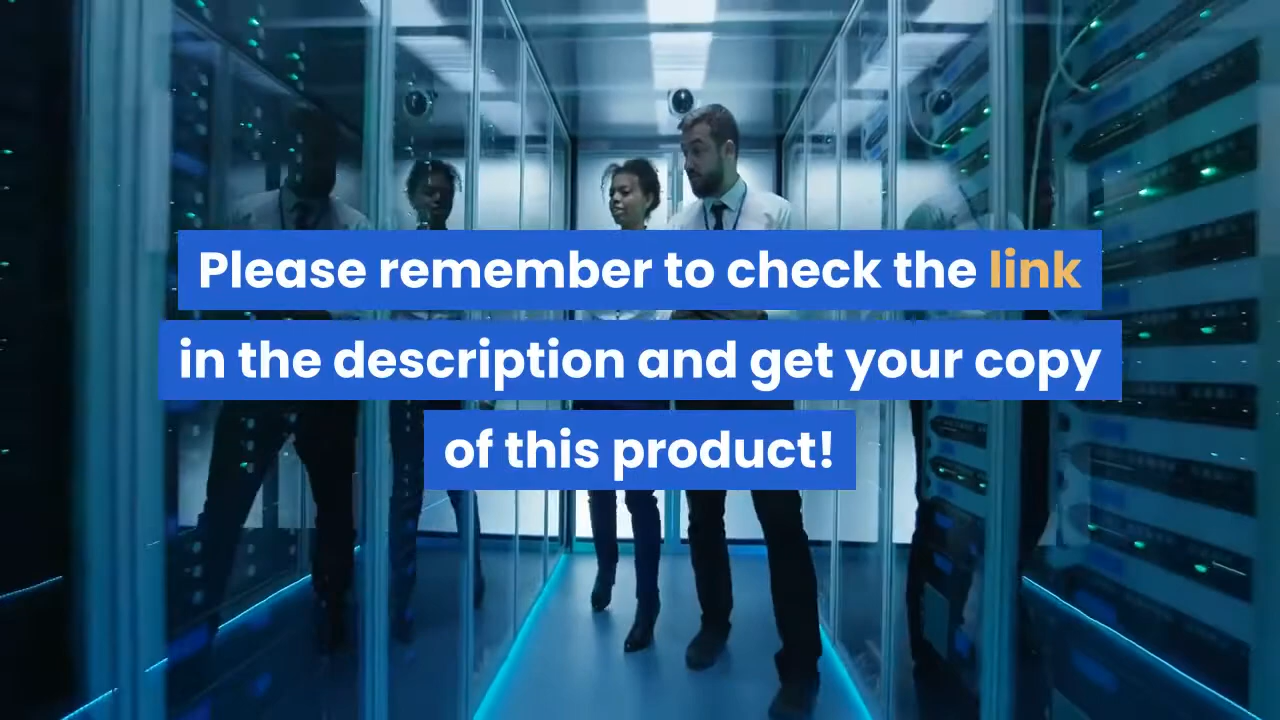 Please remember to check the link
in the description and get your copy
of this product!